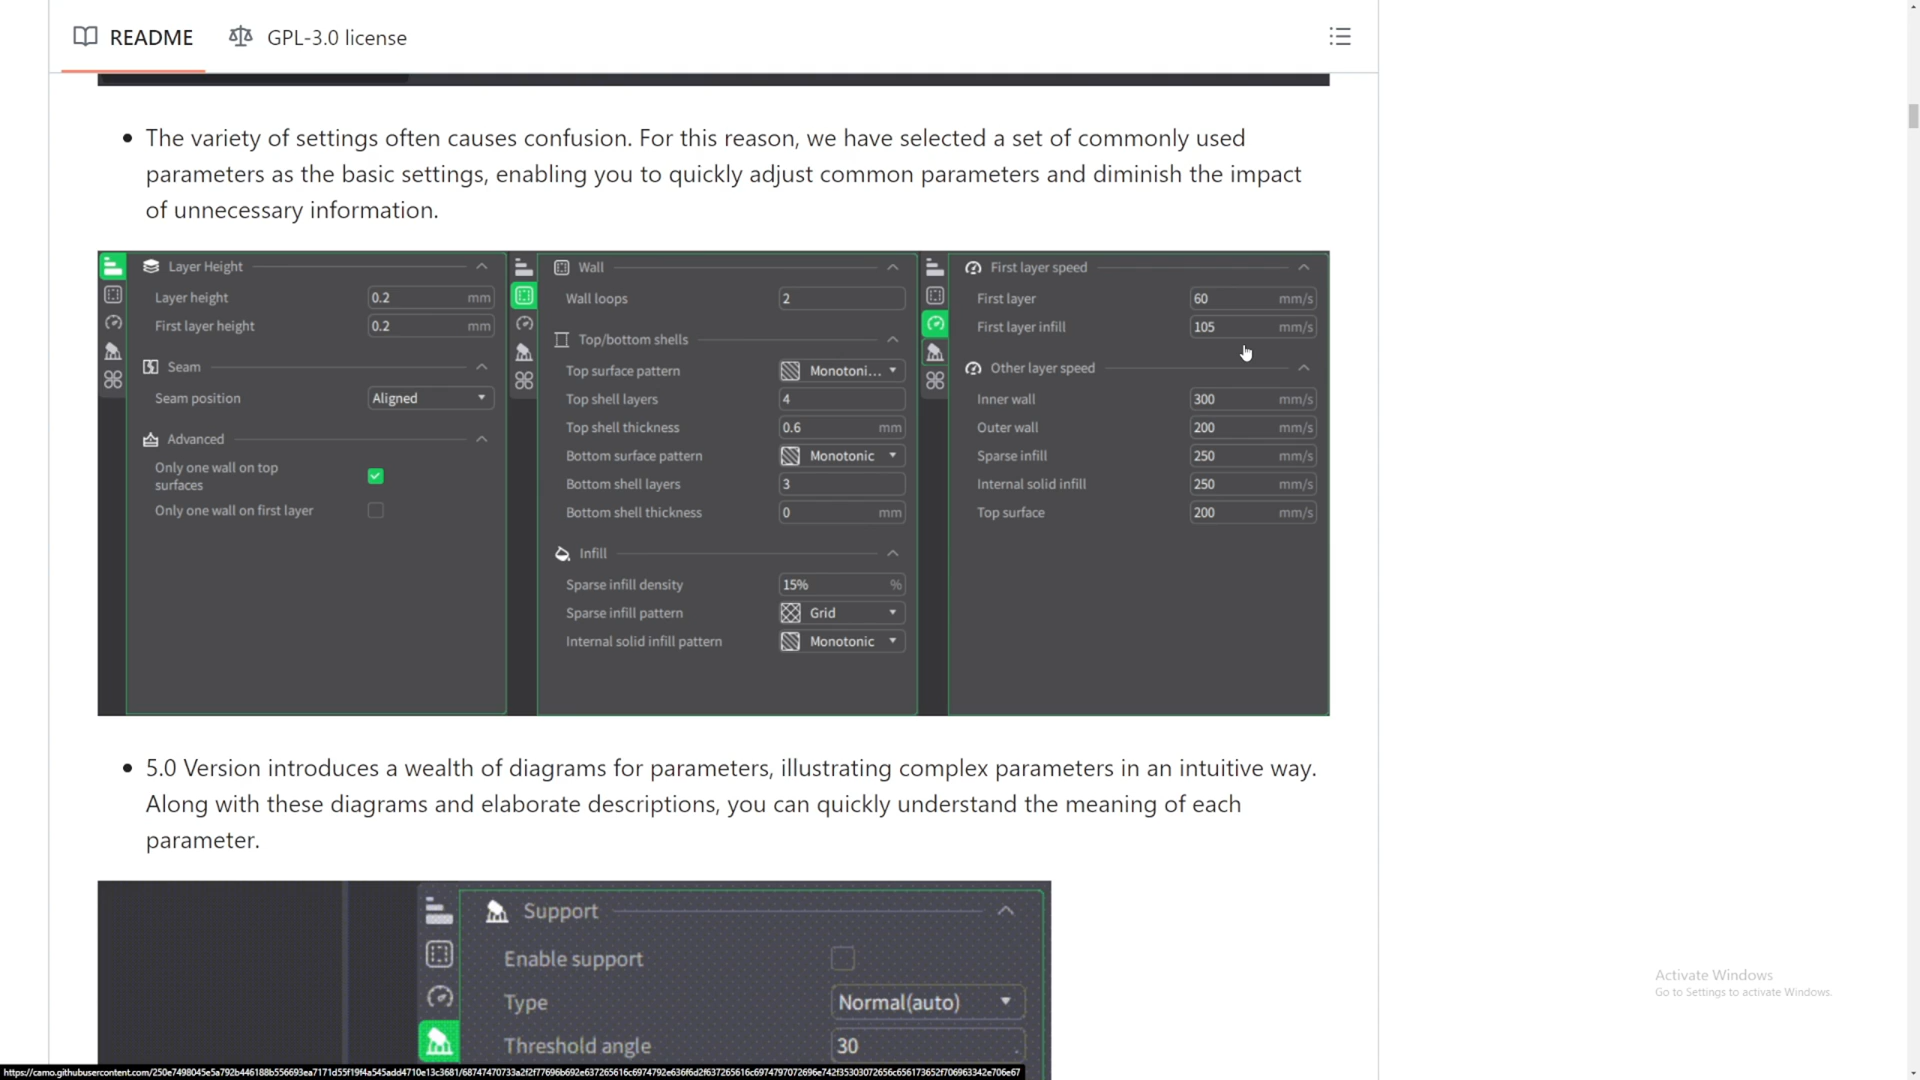 README
GPL-3.0 license
The variety of settings often causes confusion. For this reason, we have selected a set of commonly used
parameters as the basic settings, enabling you to quickly adjust common parameters and diminish the impact
of unnecessary information.
Layer Height
Layer height 0.2 mm
First layer height 0.2 mm
Seam
Seam position Aligned
Advanced
Only one wall on top
surfaces
Only one wall on first layer
Wall
Wall loops 2
Top/bottom shells
Top surface pattern Monotoni...
Top shell layers 4
Top shell thickness 0.6 mm
Bottom surface pattern Monotonic
Bottom shell layers 3
Bottom shell thickness 0 mm
Infill
Sparse infill density 15% %
Sparse infill pattern Grid
Internal solid infill pattern Monotonic
First layer speed
First layer 60 mm/s
First layer infill 105 mm/s
Other layer speed
Inner wall 300 mm/s
Outer wall 200 mm/s
Sparse infill 250 mm/s
Internal solid infill 250 mm/s
Top surface 200 mm/s
5.0 Version introduces a wealth of diagrams for parameters, illustrating complex parameters in an intuitive way.
Along with these diagrams and elaborate descriptions, you can quickly understand the meaning of each
parameter.
Support
Enable support
Type Normal(auto)
Threshold angle 30
Activate Windows
Go to Settings to activate Windows.